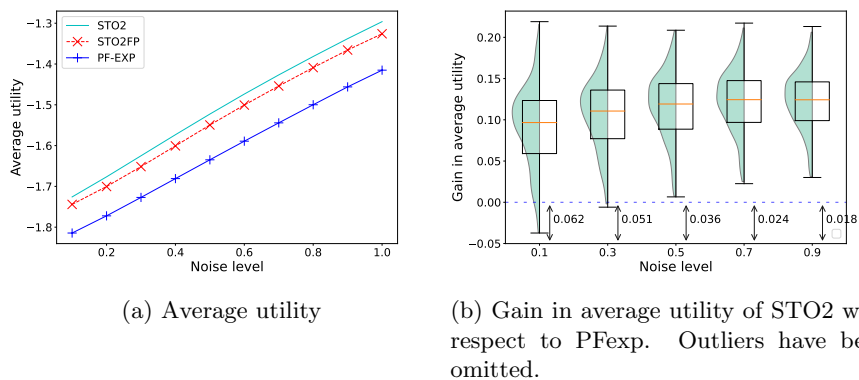 −1.3
−1.4
−1.5
−1.6
−1.7
−1.8
Average utility
STO2
STO2FP
PF-EXP
0.2 0.4 0.6 0.8 1.0
Noise level
(a) Average utility
0.20
0.15
0.10
0.05
0.00
−0.05
Gain in average utility
0.062 0.051 0.036 0.024 0.018
0.1 0.3 0.5 0.7 0.9
Noise level
(b) Gain in average utility of STO2 w
respect to PFexp. Outliers have be
omitted.